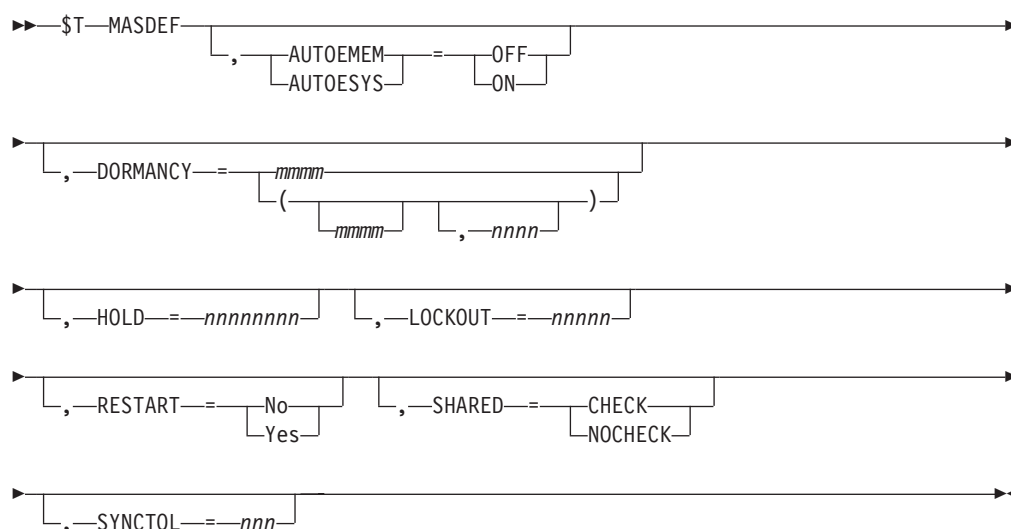 $T MASDEF
, AUTOEMEM = OFF
AUTOESYS ON
, DORMANCY = mmmm
( )
mmmm , nnnn
, HOLD = nnnnnnnn , LOCKOUT = nnnnn
, RESTART = No , SHARED = CHECK
Yes NOCHECK
, SYNCTOL = nnn